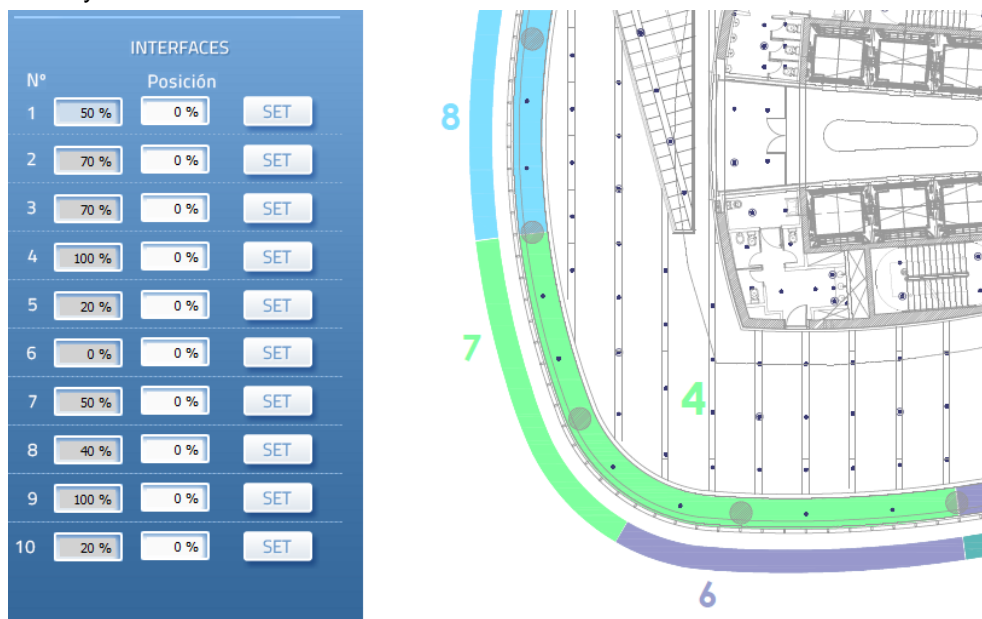 INTERFACES
Nº Posición
1 50 % 0 % SET
2 70 % 0 % SET
3 70 % 0 % SET
4 100 % 0 % SET
5 20 % 0 % SET
6 0 % 0 % SET
7 50 % 0 % SET
8 40 % 0 % SET
9 100 % 0 % SET
10 20 % 0 % SET
8
7
4
6